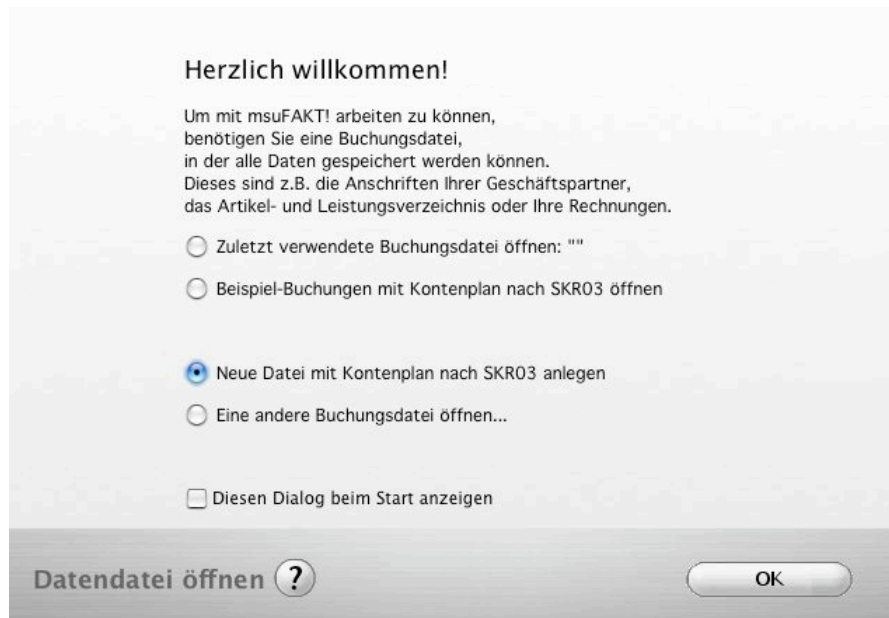 Herzlich willkommen!
Um mit msuFAKT! arbeiten zu können,
benötigen Sie eine Buchungsdatei,
in der alle Daten gespeichert werden können.
Dieses sind z.B. die Anschriften Ihrer Geschäftspartner,
das Artikel- und Leistungsverzeichnis oder Ihre Rechnungen.
Zuletzt verwendete Buchungsdatei öffnen: ""
Beispiel-Buchungen mit Kontenplan nach SKR03 öffnen
Neue Datei mit Kontenplan nach SKR03 anlegen
Eine andere Buchungsdatei öffnen...
Diesen Dialog beim Start anzeigen
Datendatei öffnen ? OK